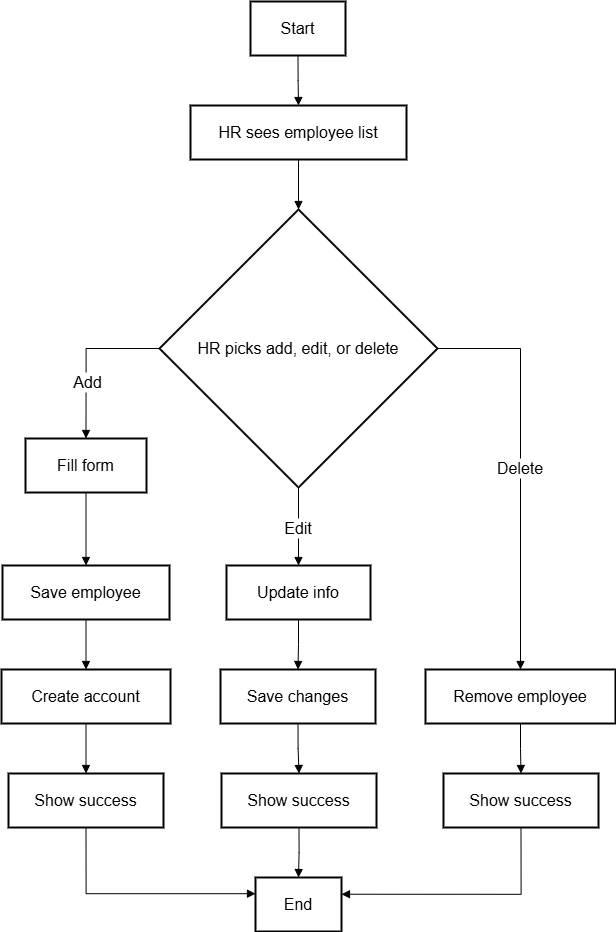 Start
HR sees employee list
HR picks add, edit, or delete
Add
Fill form
Delete
Edit
Save employee
Update info
Create account
Save changes
Remove employee
Show success
Show success
Show success
End